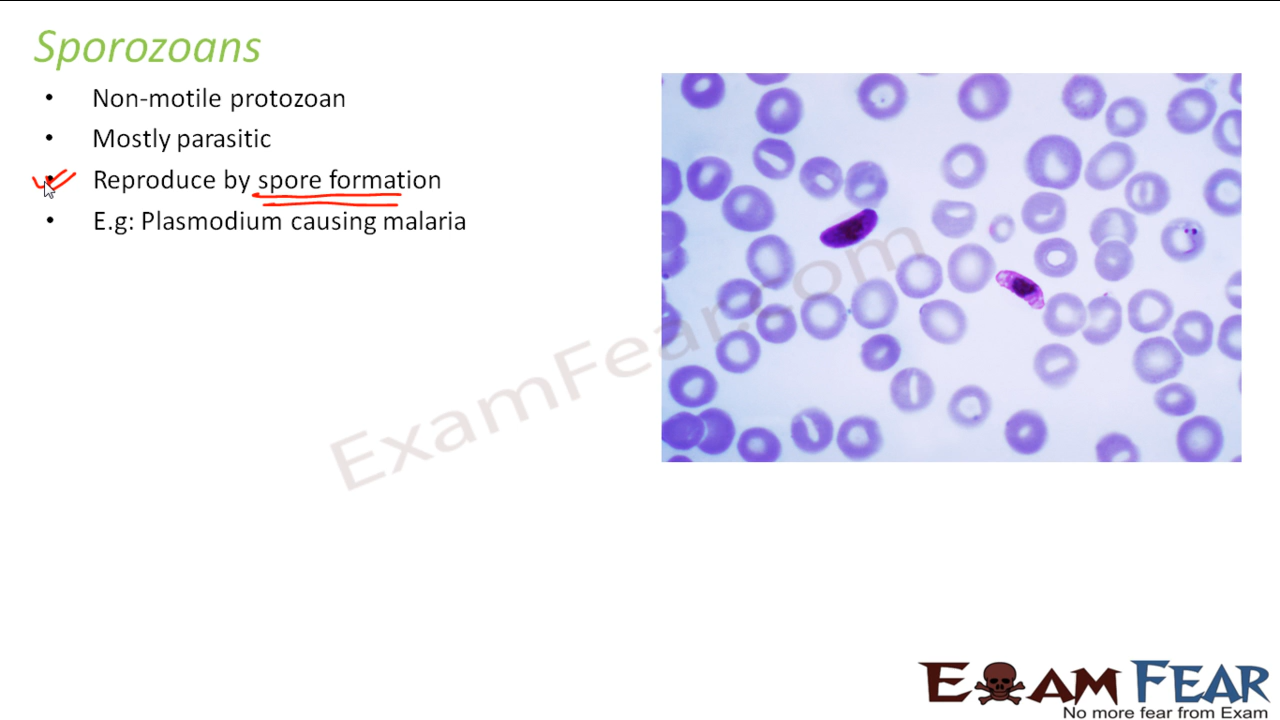 Sporozoans
• Non-motile protozoan
• Mostly parasitic
• Reproduce by spore formation
• E.g: Plasmodium causing malaria
ExamFear.com
EXAM FEAR
No more fear from Exam